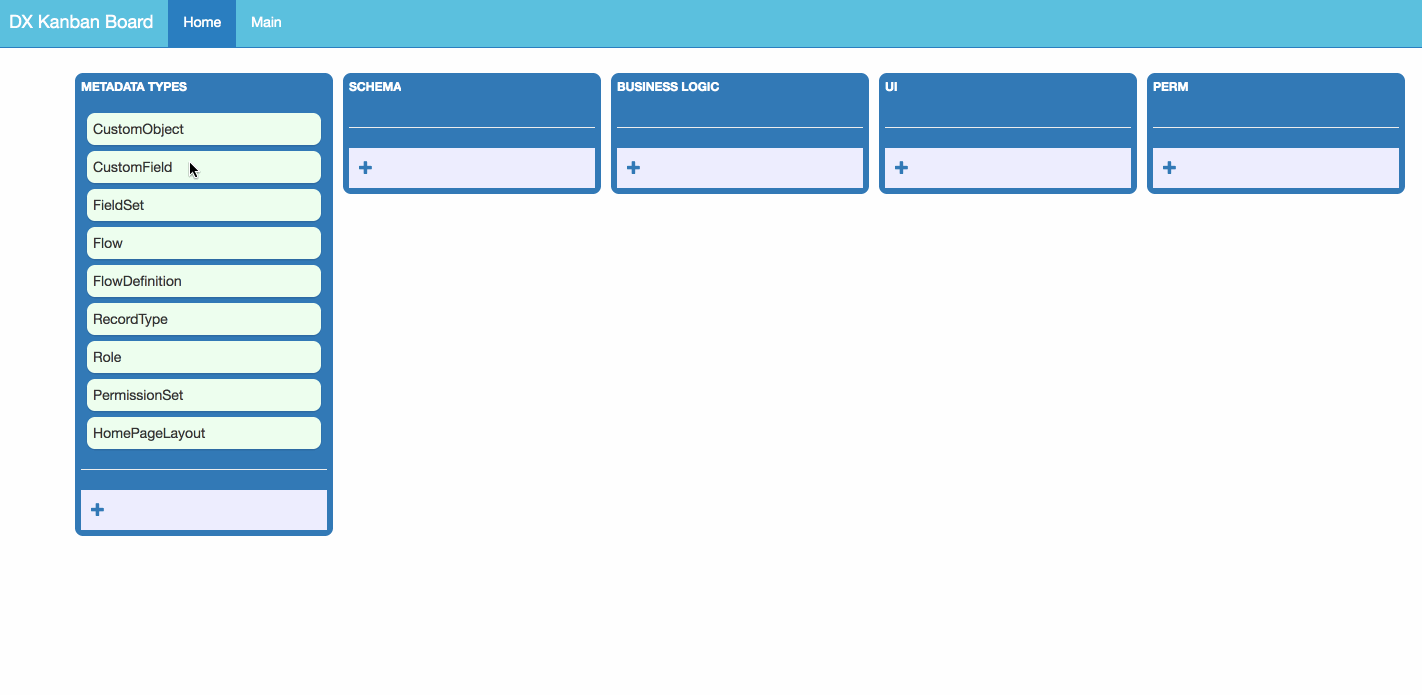 DX Kanban Board Home Main
METADATA TYPES
CustomObject
CustomField
FieldSet
Flow
FlowDefinition
RecordType
Role
PermissionSet
HomePageLayout
+
SCHEMA
+
BUSINESS LOGIC
+
UI
+
PERM
+